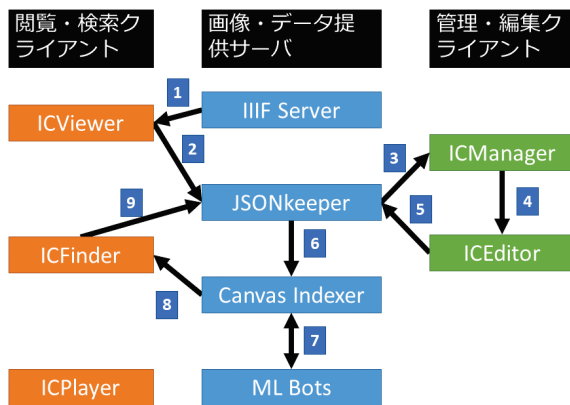 閲覧・検索ク
ライアント
画像・データ提
供サーバ
管理・編集ク
ライアント
1
IIIF Server
ICViewer
2
3
ICManager
9
JSONkeeper
5
4
6
ICFinder
ICEditor
8
Canvas Indexer
7
ICPlayer
ML Bots